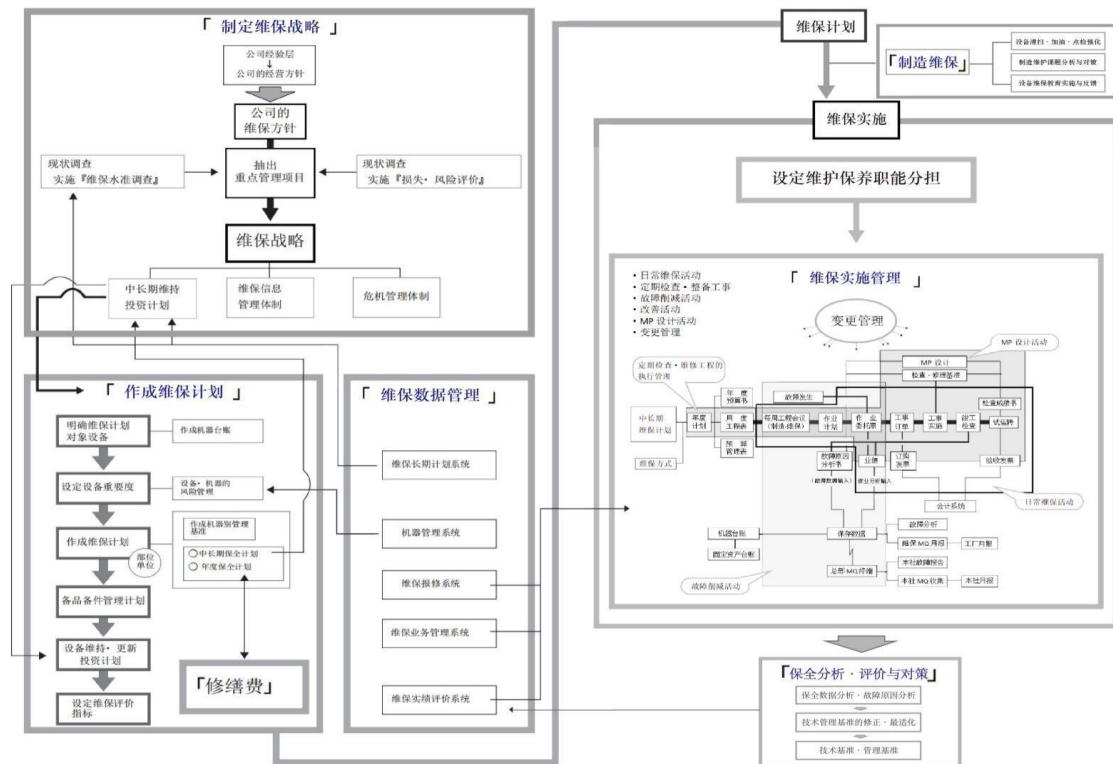 「 制定维保战略 」
公司经验层
↓
公司的经营方针
公司的
维保方针
现状调查
实施『维保水准调查』
抽出
重点管理项目
现状调查
实施『损失・风险评价』
维保战略
中长期维持
投资计划
维保信息
管理体制
危机管理体制
「 作成维保计划 」
明确维保计划
对象设备
作成机器台账
设定设备重要度
设备・机器的
风险管理
作成维保计划
部位
单位
作成机器别管理
基准
中长期保全计划
年度保全计划
备品备件管理计划
设备维持・更新
投资计划
「修缮费」
设定维保评价
指标
「 维保数据管理 」
维保长期计划系统
机器管理系统
维保报修系统
维保业务管理系统
维保实绩评价系统
维保计划
「制造维保」
设备清扫・加油・点检强化
制造维护课题分析与对策
设备维保教育实施与反馈
维保实施
设定维护保养职能分担
「 维保实施管理 」
• 日常维保活动
• 定期检查・整备工事
• 故障削减活动
• 改善活动
• MP 设计活动
• 变更管理
变更管理
MP 设计活动
定期检查・维修工程的
执行管理
MP 设计
检查・修理基准
年 度
预算书
故障发生
检查成绩书
中长期
维保计划
年度
计划
月 度
工程表
每周工程会议
(制造·维保)
作业
计划
作 业
委托票
工事
订单
工事
实施
竣工
检查
试运转
预 算
管理表
维保方式
故障原因
分析书
业绩
订购
发票
验收发票
(故障数据输入)
作业分析输入)
会计系统
日常维保活动
机器台账
保养数据
故障分析
维保 MQ 月报
工厂月报
固定资产台账
总部 MQ 终端
本社故障报告
本社 MQ 收集
本社月报
故障削减活动
「保全分析・评价与对策」
保全数据分析・故障原因分析
技术管理基准的修正・最适化
技术基准・管理基准